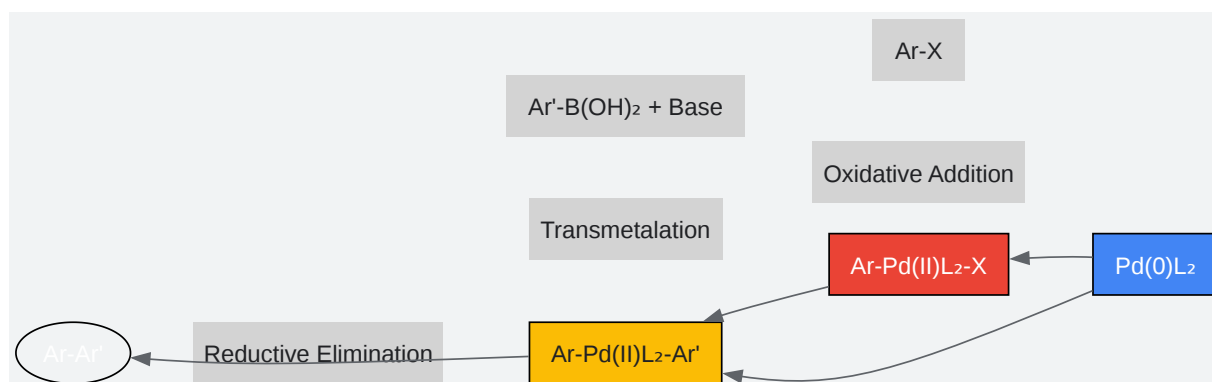 Ar-X
Ar'-B(OH)₂ + Base
Oxidative Addition
Transmetalation
Ar-Pd(II)L₂-X
Pd(0)L₂
Ar-Ar'
Reductive Elimination
Ar-Pd(II)L₂-Ar'